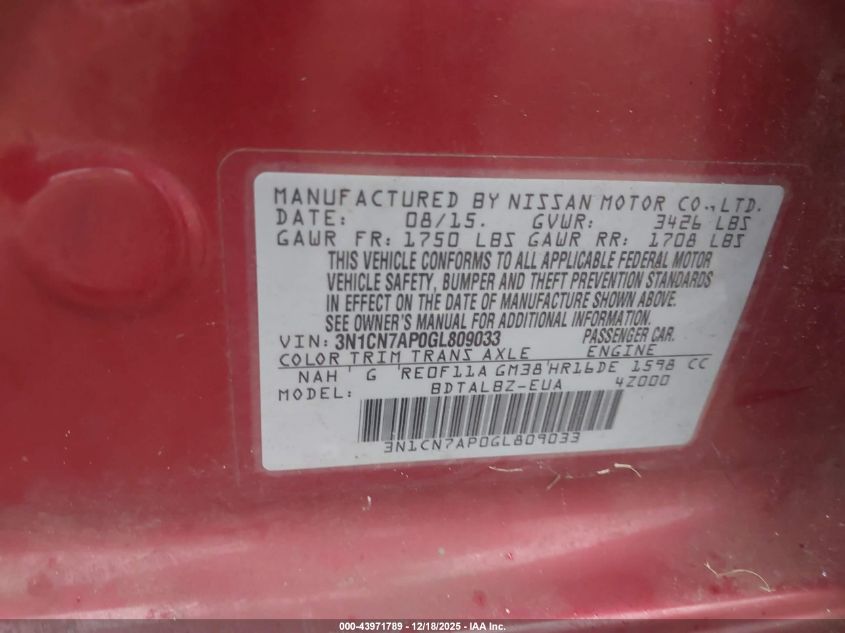 MANUFACTURED BY NISSAN MOTOR CO.,LTD.
DATE: 08/15. GVWR: 3426 LBS
GAWR FR: 1750 LBS GAWR RR: 1708 LBS
THIS VEHICLE CONFORMS TO ALL APPLICABLE FEDERAL MOTOR
VEHICLE SAFETY, BUMPER AND THEFT PREVENTION STANDARDS
IN EFFECT ON THE DATE OF MANUFACTURE SHOWN ABOVE.
SEE OWNER'S MANUAL FOR ADDITIONAL INFORMATION.
VIN: 3N1CN7AP0GL809033 PASSENGER CAR.
COLOR TRIM TRANS AXLE ENGINE
NAH G RE0F11A GM38 HR16DE 1598 CC
MODEL: BDTALBZ-EUA 4Z000
3N1CN7AP0GL809033
000-43971789 - 12/18/2025 - IAA Inc.